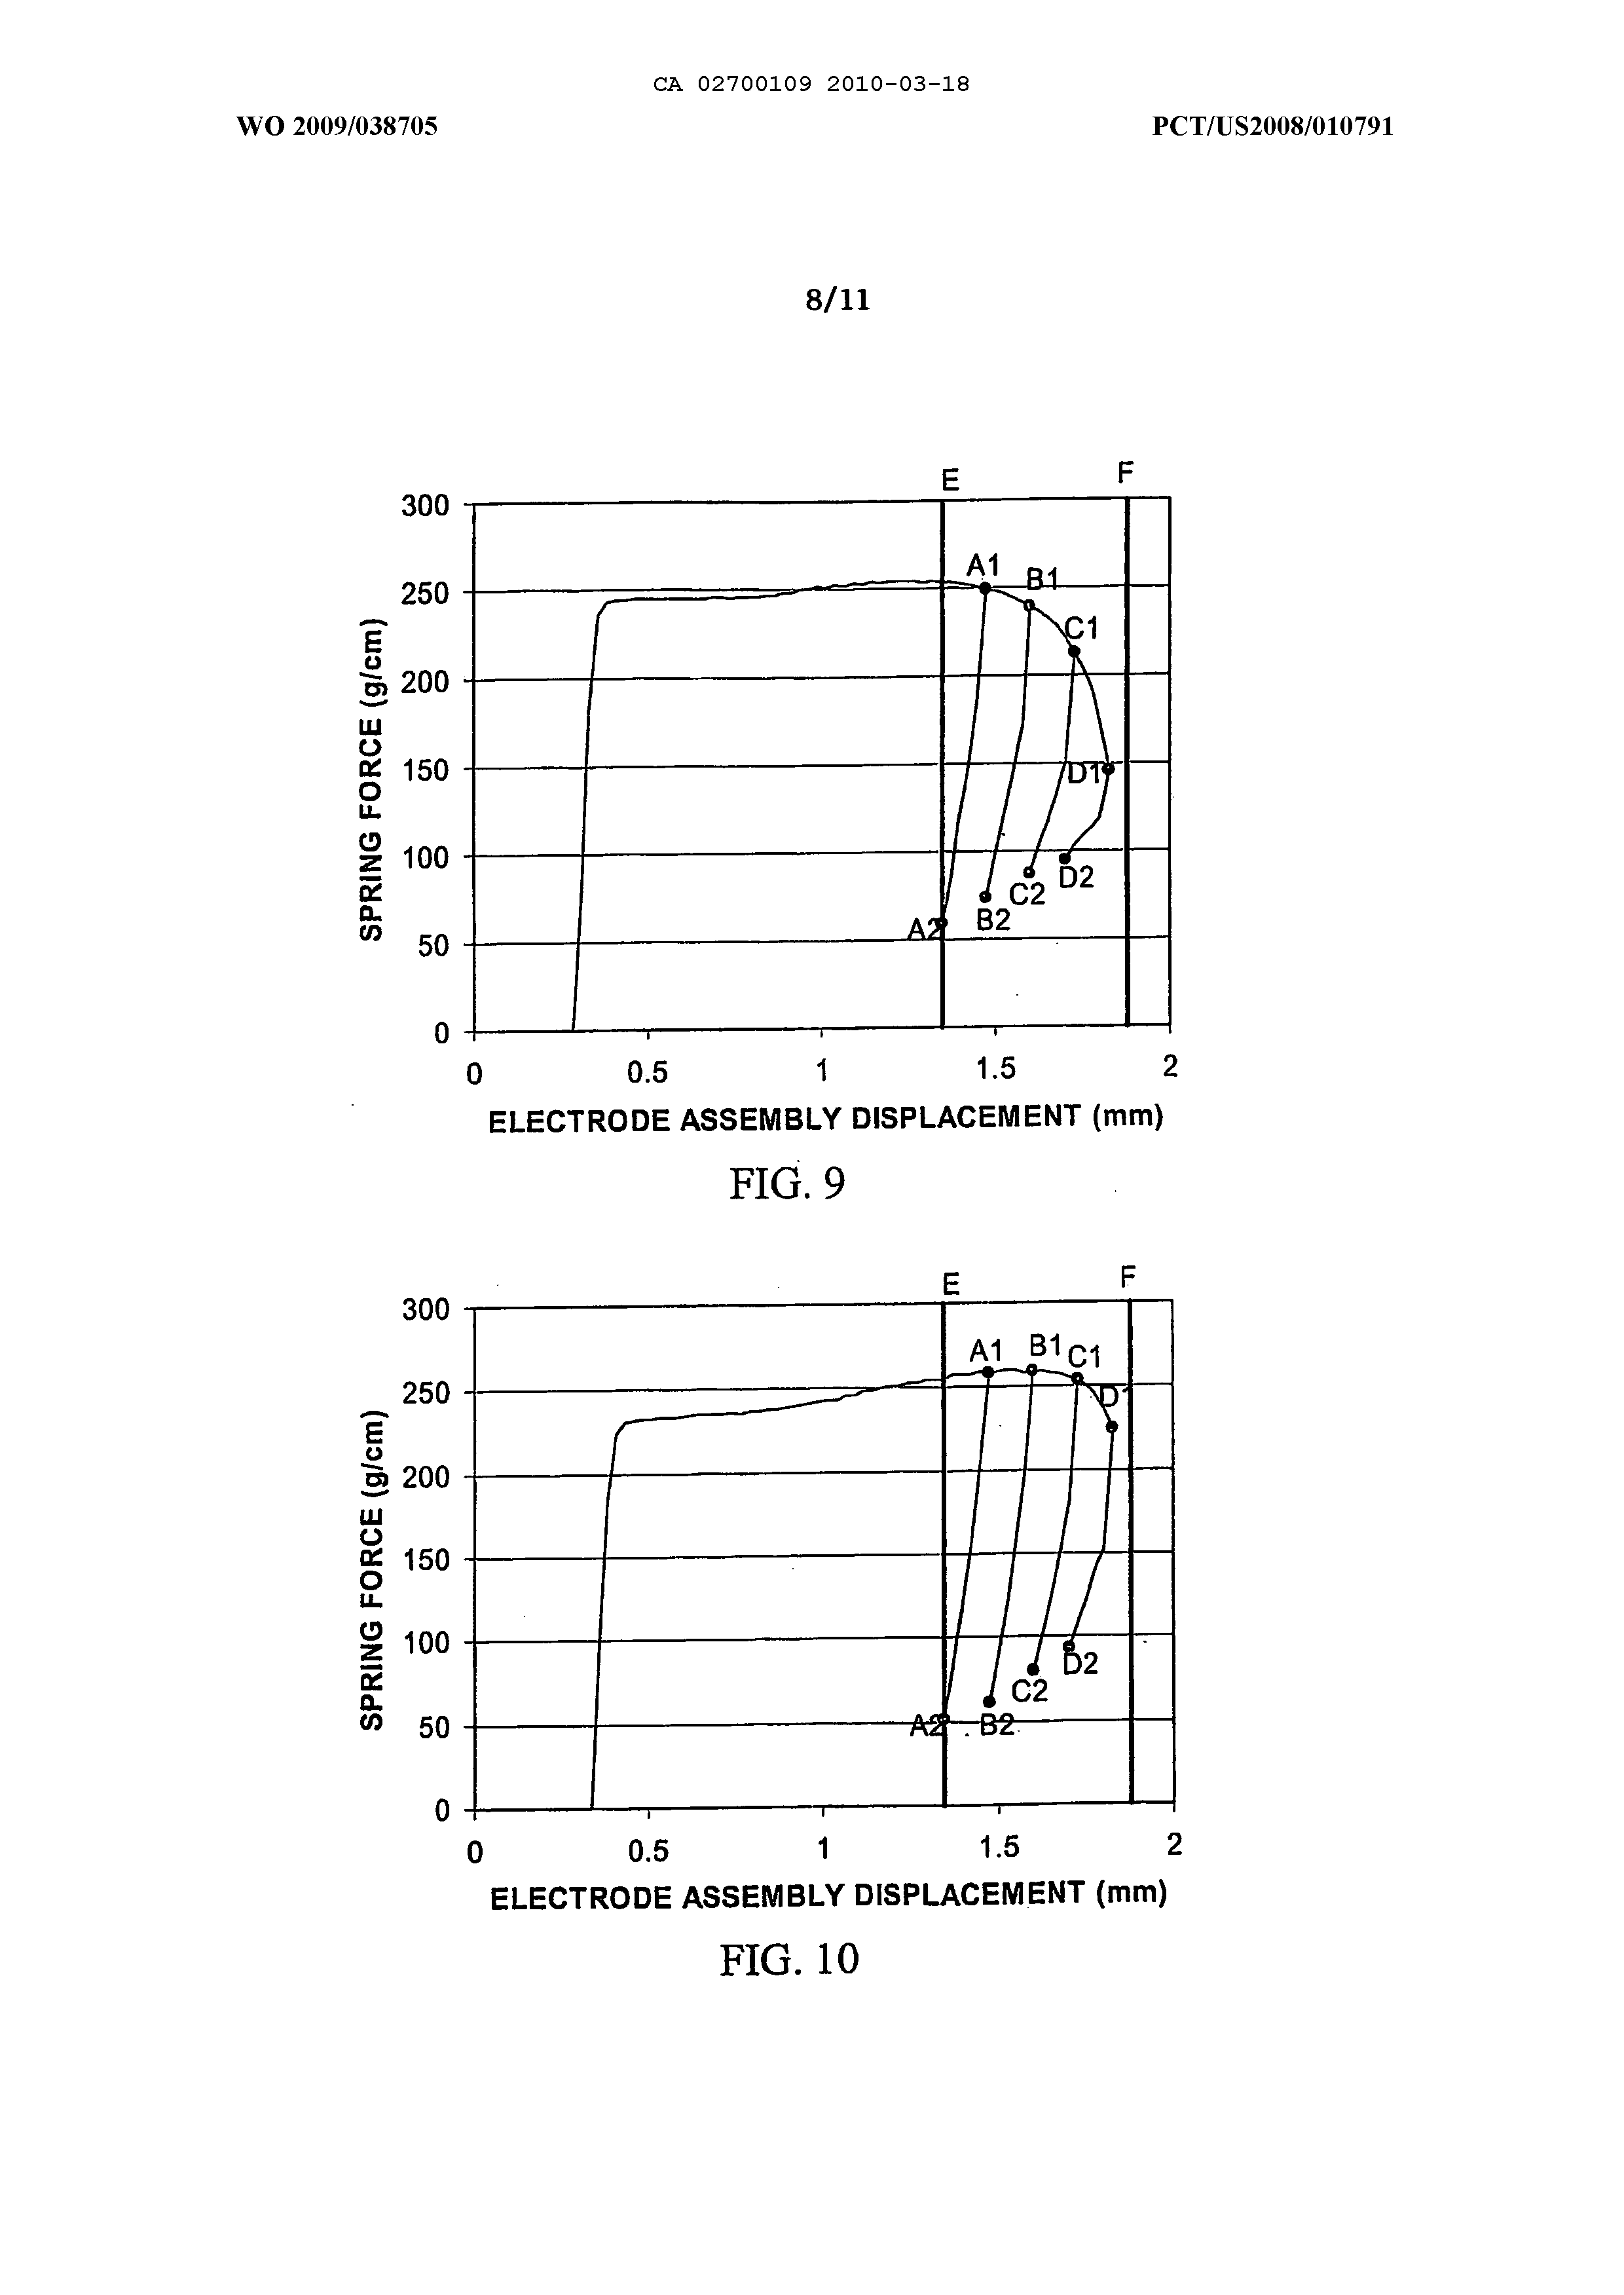 CA 02700109 2010-03-18
WO 2009/038705 PCT/US2008/010791
8/11
E F
300
250
200
150
100
50
0
SPRING FORCE (g/cm)
A1
B1
C1
D1
D2
C2
B2
A2
0 0.5 1 1.5 2
ELECTRODE ASSEMBLY DISPLACEMENT (mm)
FIG. 9
E F
300
250
200
150
100
50
0
SPRING FORCE (g/cm)
A1 B1 C1
D1
D2
C2
A2 B2
0 0.5 1 1.5 2
ELECTRODE ASSEMBLY DISPLACEMENT (mm)
FIG. 10